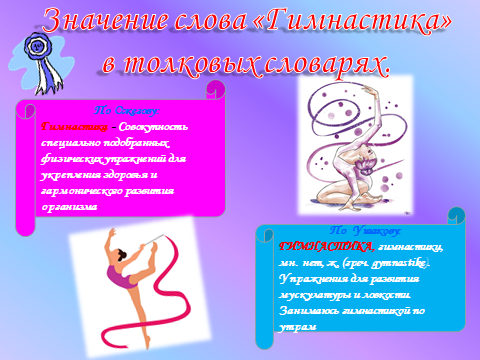 Значение слова «Гимнастика»
в толковых словарях.
По Ожегову
Гимнастика - Совокупность
специально подобранных
физических упражнений для
укрепления здоровья и
гармонического развития
организма
По Ушакову:
ГИМНАСТИКА, гимнастики,
мн. нет, ж. (греч. gymnastike).
Упражнения для развития
мускулатуры и ловкости.
Занимаюсь гимнастикой по
утрам